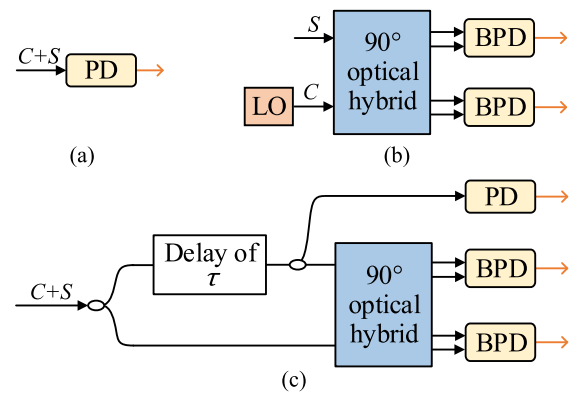 C+S
PD
(a)
S
C
LO
90°
optical
hybrid
BPD
BPD
(b)
C+S
Delay of
τ
90°
optical
hybrid
PD
BPD
BPD
(c)